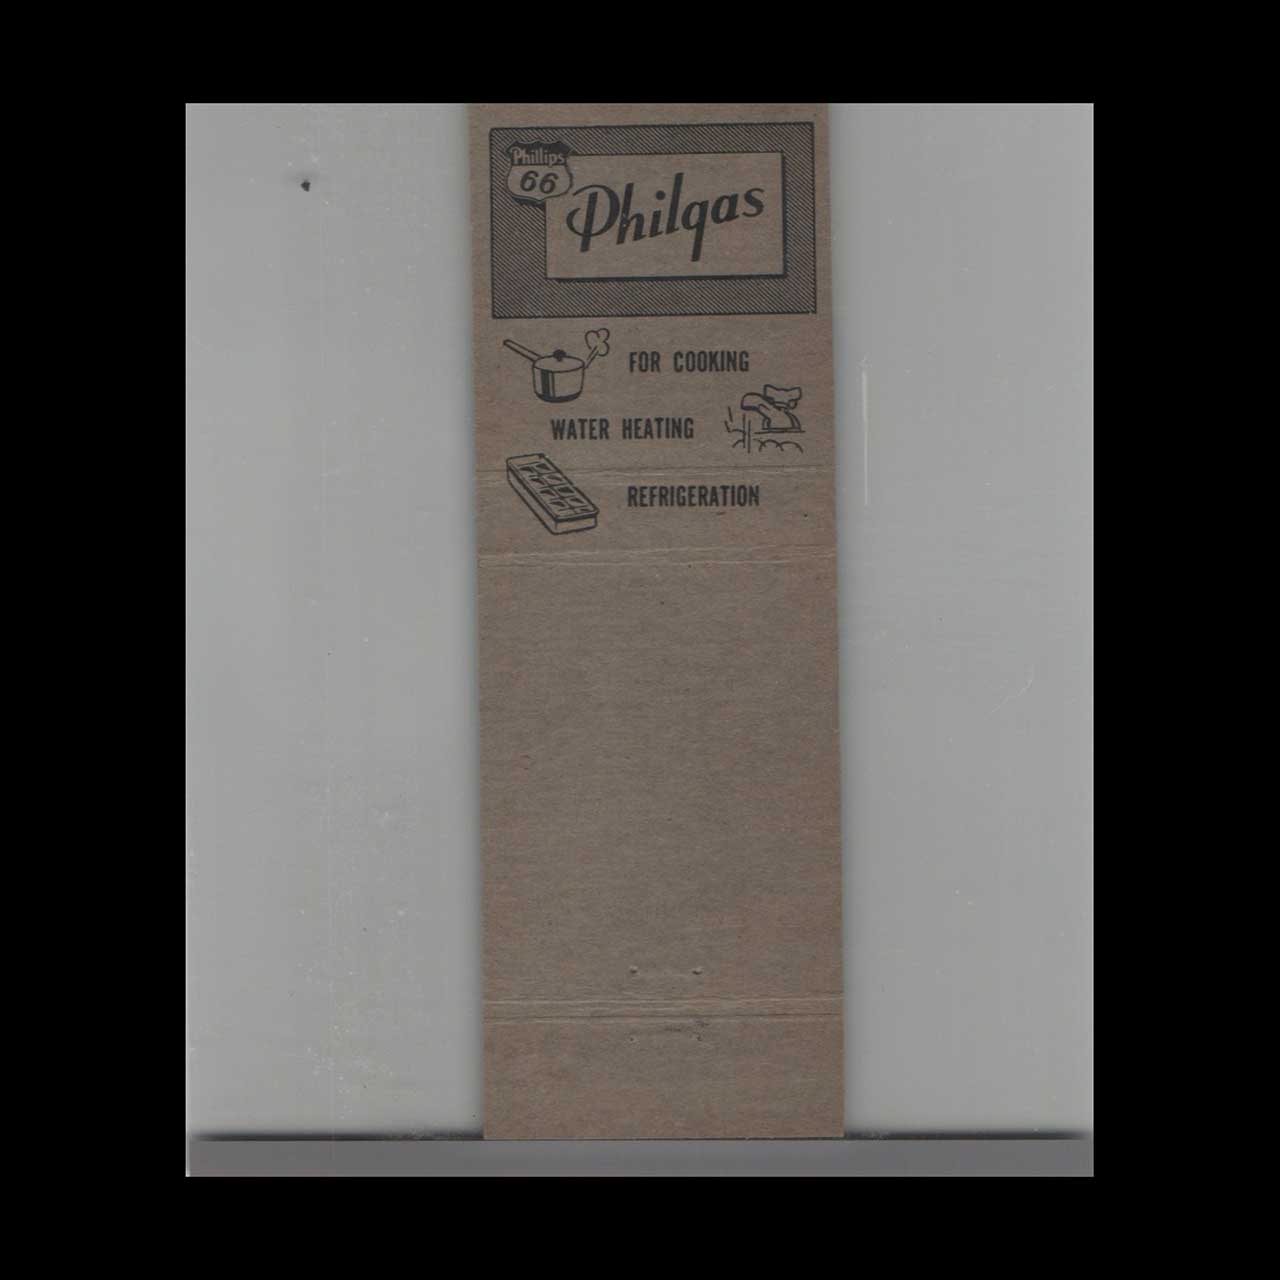 Phillips
66
Philgas
FOR COOKING
WATER HEATING
REFRIGERATION